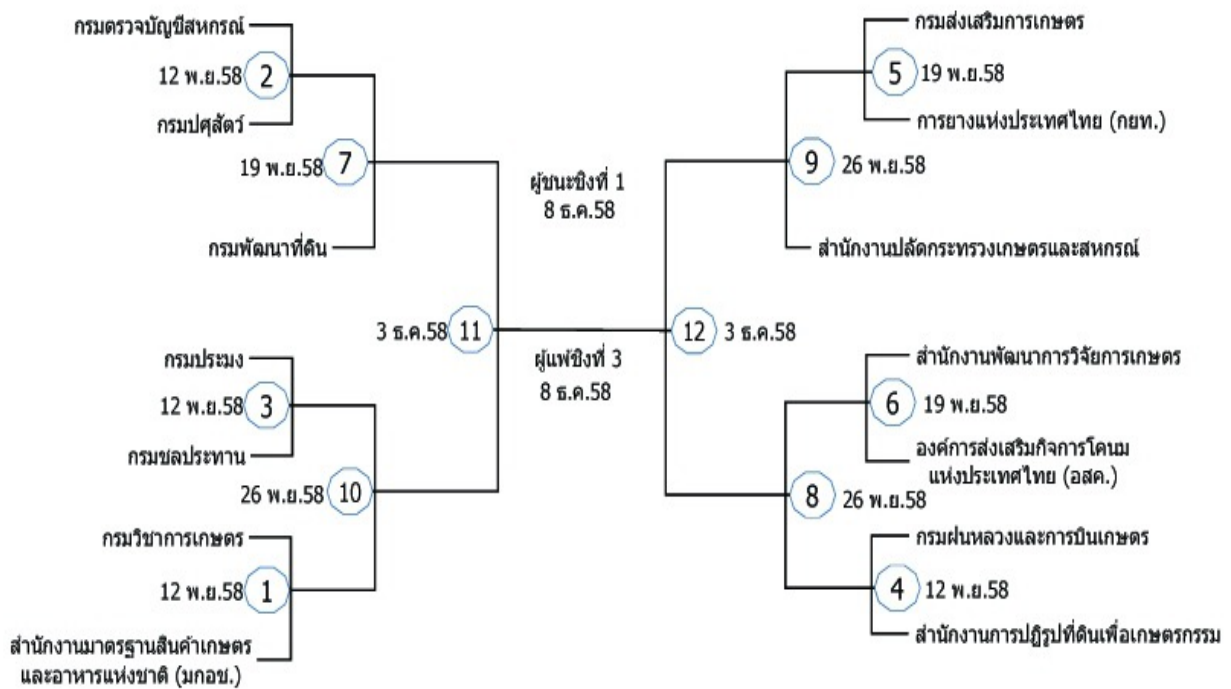 กรมตรวจบัญชีสหกรณ์
12 พ.ย.58
2
กรมปศุสัตว์
19 พ.ย.58
7
กรมพัฒนาที่ดิน
3 ธ.ค.58
11
กรมประมง
12 พ.ย.58
3
กรมชลประทาน
26 พ.ย.58
10
กรมวิชาการเกษตร
12 พ.ย.58
1
สำนักงานมาตรฐานสินค้าเกษตร
และอาหารแห่งชาติ (มกอช.)
ผู้ชนะชิงที่ 1
8 ธ.ค.58
ผู้แพ้ชิงที่ 3
8 ธ.ค.58
กรมส่งเสริมการเกษตร
5
19 พ.ย.58
การยางแห่งประเทศไทย (กยท.)
9
26 พ.ย.58
สำนักงานปลัดกระทรวงเกษตรและสหกรณ์
12
3 ธ.ค.58
สำนักงานพัฒนาการวิจัยการเกษตร
6
19 พ.ย.58
องค์การส่งเสริมกิจการโคนม
แห่งประเทศไทย (อสค.)
8
26 พ.ย.58
กรมฝนหลวงและการบินเกษตร
4
12 พ.ย.58
สำนักงานการปฏิรูปที่ดินเพื่อเกษตรกรรม